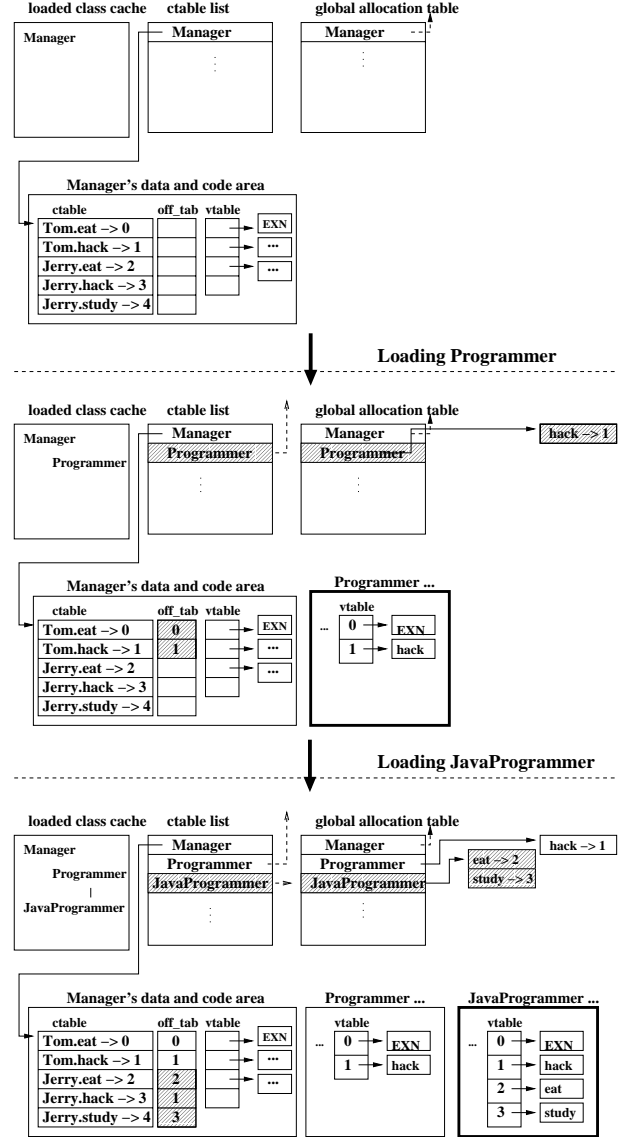 loaded class cache ctable list global allocation table
Manager Manager Manager
Manager's data and code area
ctable off_tab vtable
Tom.eat −> 0 EXN
Tom.hack −> 1 ...
Jerry.eat −> 2 ...
Jerry.hack −> 3
Jerry.study −> 4
Loading Programmer
loaded class cache ctable list global allocation table
Manager Manager Manager
Programmer Programmer Programmer hack −> 1
Manager's data and code area Programmer ...
ctable off_tab vtable vtable
Tom.eat −> 0 0 EXN ... 0 EXN
Tom.hack −> 1 1 ... 1 hack
Jerry.eat −> 2 ...
Jerry.hack −> 3
Jerry.study −> 4
Loading JavaProgrammer
loaded class cache ctable list global allocation table
Manager Manager Manager hack −> 1
Programmer Programmer Programmer eat −> 2
JavaProgrammer JavaProgrammer JavaProgrammer study −> 3
Manager's data and code area Programmer ... JavaProgrammer ...
ctable off_tab vtable vtable vtable
Tom.eat −> 0 0 EXN ... 0 EXN ... 0 EXN
Tom.hack −> 1 1 ... 1 hack 1 hack
Jerry.eat −> 2 2 ... 2 eat
Jerry.hack −> 3 1 3 study
Jerry.study −> 4 3